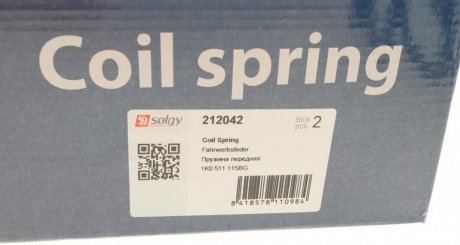 Coil spring
solgy
212042
Stck
pcs. 2
Coil Spring
Fahrwerksfeder
Пружина передняя
1K0 511 115BG
8 418578 110984